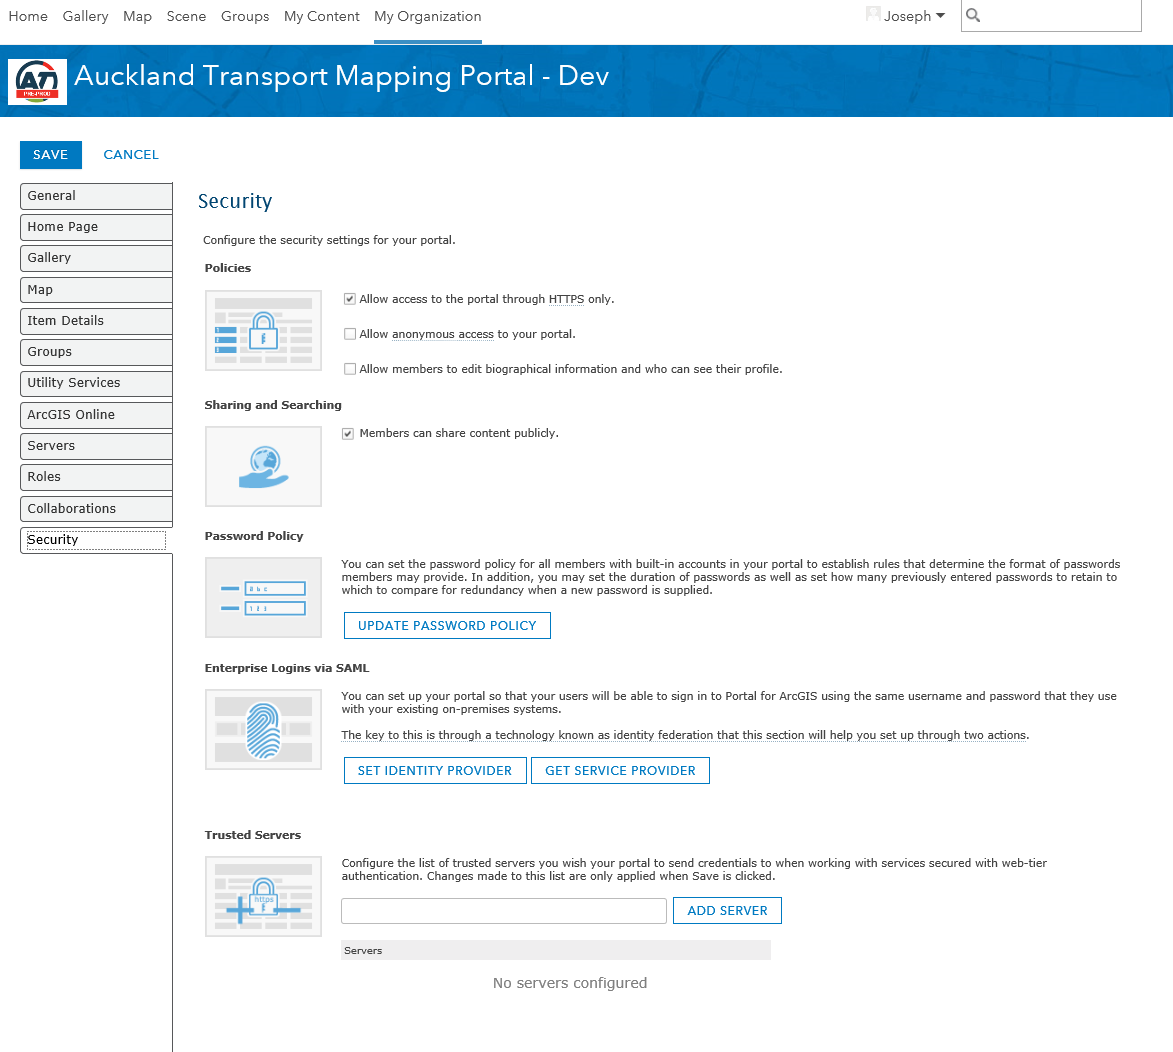 Home Gallery Map Scene Groups My Content My Organization Joseph
AT
PRE-PROD
Auckland Transport Mapping Portal - Dev
SAVE CANCEL
General
Home Page
Gallery
Map
Item Details
Groups
Utility Services
ArcGIS Online
Servers
Roles
Collaborations
Security
Security
Configure the security settings for your portal.
Policies
Allow access to the portal through HTTPS only.
Allow anonymous access to your portal.
Allow members to edit biographical information and who can see their profile.
Sharing and Searching
Members can share content publicly.
Password Policy
You can set the password policy for all members with built-in accounts in your portal to establish rules that determine the format of passwords
members may provide. In addition, you may set the duration of passwords as well as set how many previously entered passwords to retain to
which to compare for redundancy when a new password is supplied.
UPDATE PASSWORD POLICY
Enterprise Logins via SAML
You can set up your portal so that your users will be able to sign in to Portal for ArcGIS using the same username and password that they use
with your existing on-premises systems.
The key to this is through a technology known as identity federation that this section will help you set up through two actions.
SET IDENTITY PROVIDER GET SERVICE PROVIDER
Trusted Servers
https
Configure the list of trusted servers you wish your portal to send credentials to when working with services secured with web-tier
authentication. Changes made to this list are only applied when Save is clicked.
ADD SERVER
Servers
No servers configured